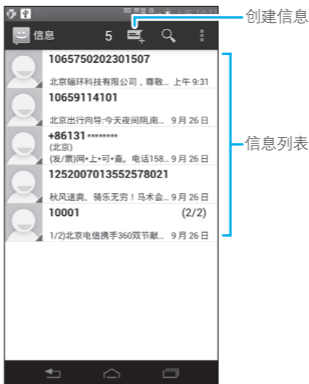 创建信息
信息 5
10657502023 01507
北京辐环科技有限公司，尊敬... 上午 9:31
10659114101
北京出行向导:今天夜间阴,南... 9 月 26 日
+86131********
(北京)
(发/票)网•上•可•查。电话158... 9 月 26 日
1252007013552578021
秋风送爽、骑乐无穷！马术会... 9 月 26 日
10001 (2/2)
1/2)北京电信携手360双节献... 9 月 26 日
信息列表